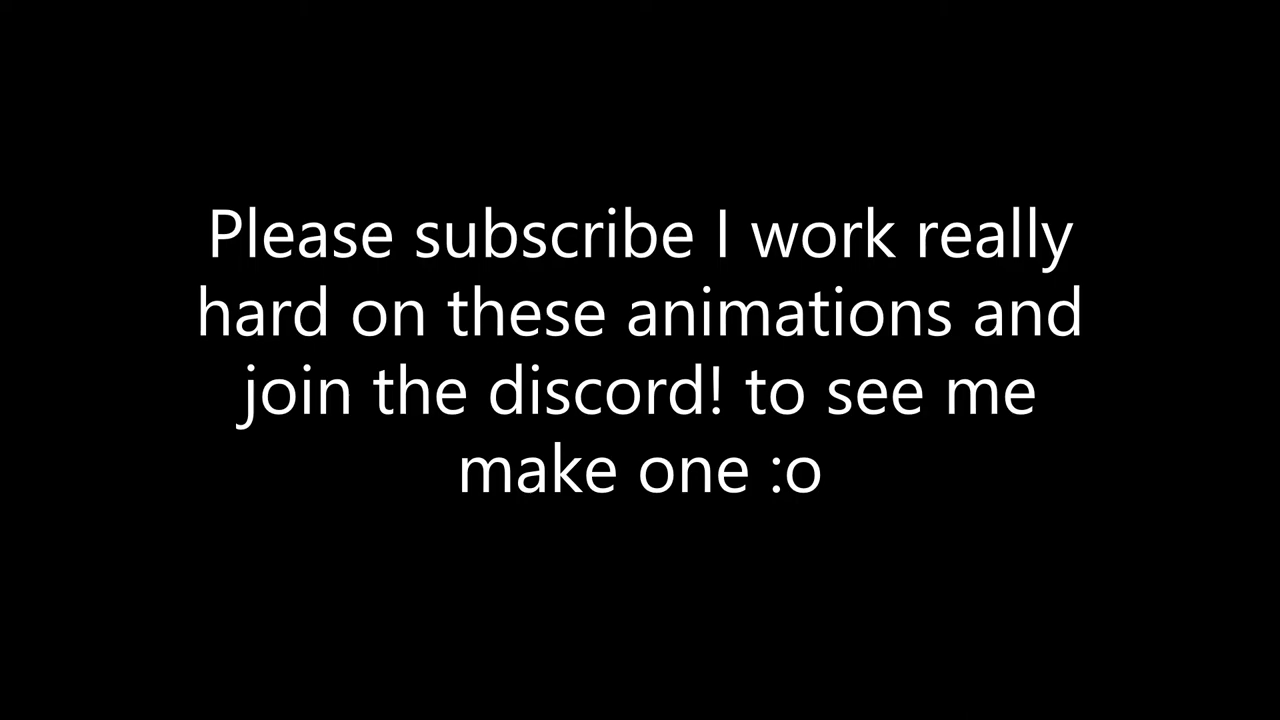 Please subscribe I work really
hard on these animations and
join the discord! to see me
make one :o